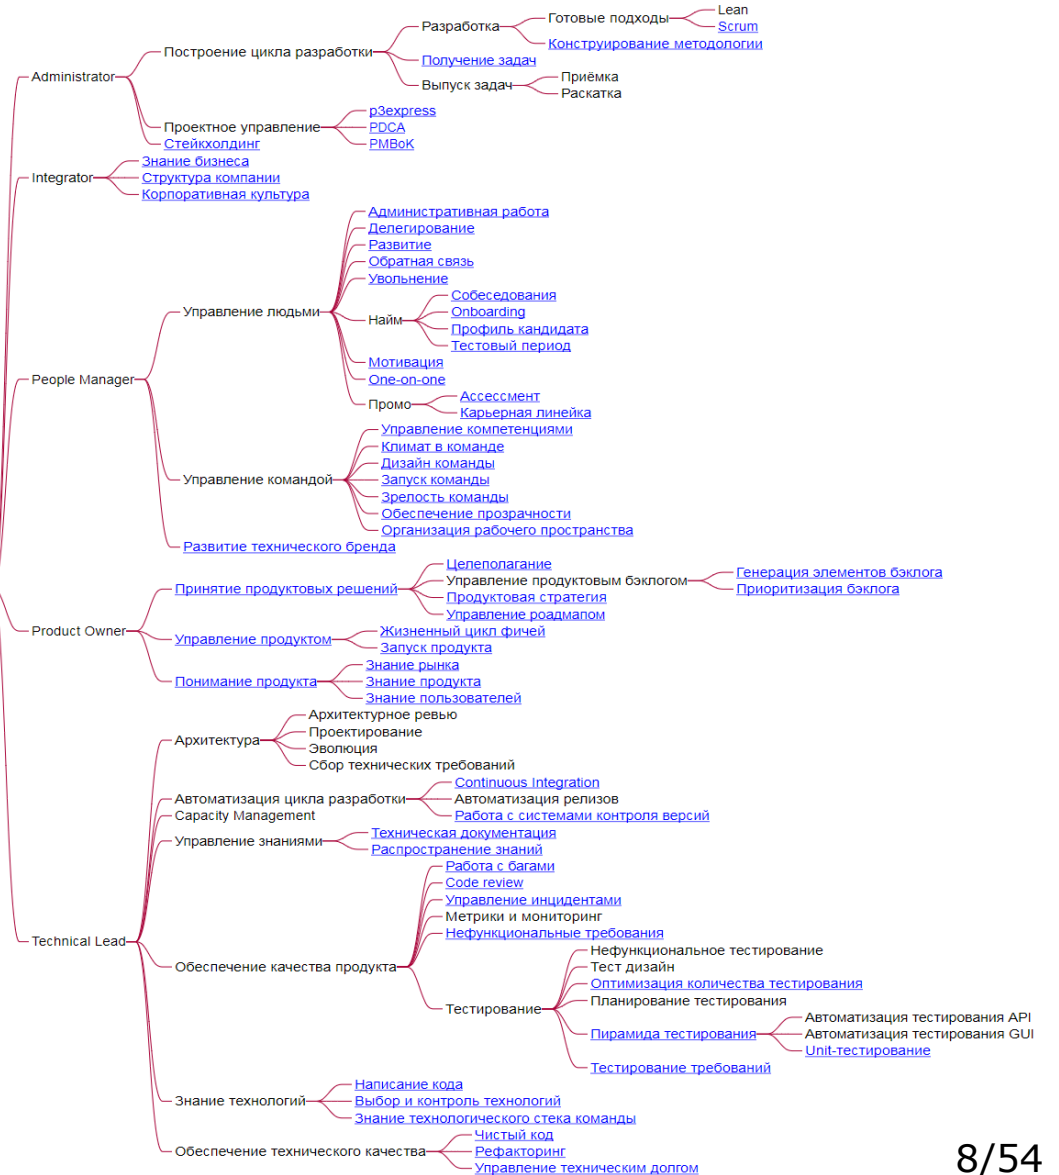 Administrator
Построение цикла разработки
Разработка
Готовые подходы
Lean
Scrum
Конструирование методологии
Получение задач
Выпуск задач
Приёмка
Раскатка
Проектное управление
p3express
PDCA
PMBoK
Стейкхолдинг
Integrator
Знание бизнеса
Структура компании
Корпоративная культура
People Manager
Управление людьми
Административная работа
Делегирование
Развитие
Обратная связь
Увольнение
Найм
Собеседования
Onboarding
Профиль кандидата
Тестовый период
Мотивация
One-on-one
Промо
Ассессмент
Карьерная линейка
Управление командой
Управление компетенциями
Климат в команде
Дизайн команды
Запуск команды
Зрелость команды
Обеспечение прозрачности
Организация рабочего пространства
Развитие технического бренда
Product Owner
Принятие продуктовых решений
Целеполагание
Управление продуктовым бэклогом
Генерация элементов бэклога
Приоритизация бэклога
Продуктовая стратегия
Управление роадмапом
Управление продуктом
Жизненный цикл фичей
Запуск продукта
Понимание продукта
Знание рынка
Знание продукта
Знание пользователей
Technical Lead
Архитектура
Архитектурное ревью
Проектирование
Эволюция
Сбор технических требований
Автоматизация цикла разработки
Continuous Integration
Автоматизация релизов
Работа с системами контроля версий
Capacity Management
Управление знаниями
Техническая документация
Распространение знаний
Обеспечение качества продукта
Работа с багами
Code review
Управление инцидентами
Метрики и мониторинг
Нефункциональные требования
Тестирование
Нефункциональное тестирование
Тест дизайн
Оптимизация количества тестирования
Планирование тестирования
Пирамида тестирования
Автоматизация тестирования API
Автоматизация тестирования GUI
Unit-тестирование
Тестирование требований
Знание технологий
Написание кода
Выбор и контроль технологий
Знание технологического стека команды
Обеспечение технического качества
Чистый код
Рефакторинг
Управление техническим долгом
8/54